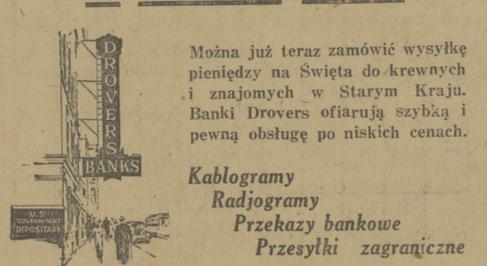 Można już teraz zamówić wysyłkę
pieniędzy na Święta do krewnych
i znajomych w Starym Kraju.
Banki Drovers ofiarują szybką i
pewną obsługę po niskich cenach.
Kablogramy
Radjogramy
Przekazy bankowe
Przesyłki zagraniczne
DROVERS
BANKS
U.S.
GOVERNMENT
DEPOSITARY